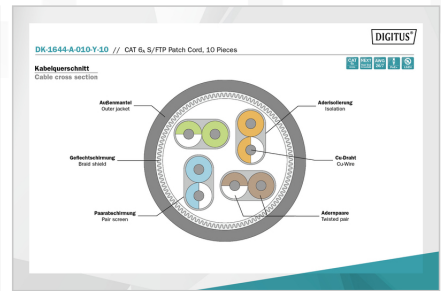 DIGITUS®
DK-1644-A-010-Y-10 // CAT 6A S/FTP Patch Cord, 10 Pieces
Kabelquerschnitt
Cable cross section
Außenmantel
Outer jacket
Aderisolierung
Isolation
Geflechtschirmung
Braid shield
Cu-Draht
Cu-Wire
Paarabschirmung
Pair screen
Adernpaare
Twisted pair